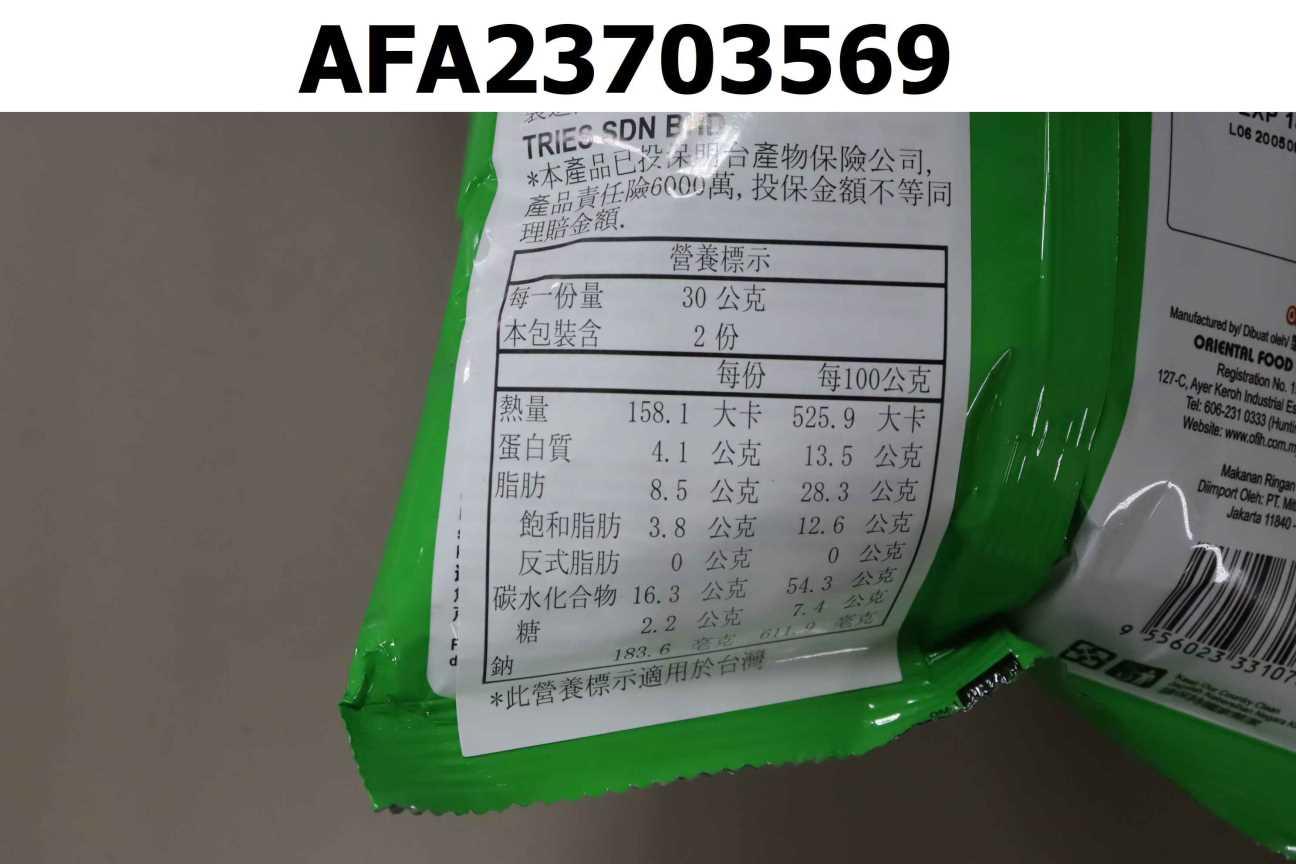 AFA23703569
TRIES SDN BHD
*本產品已投保明台產物保險公司,
產品責任險6000萬,投保金額不等同
理賠金額.
營養標示
每一份量 30 公克
本包裝含 2 份
每份 每100公克
熱量 158.1 大卡 525.9 大卡
蛋白質 4.1 公克 13.5 公克
脂肪 8.5 公克 28.3 公克
飽和脂肪 3.8 公克 12.6 公克
反式脂肪 0 公克 0 公克
碳水化合物 16.3 公克 54.3 公克
糖 2.2 公克 7.4 公克
鈉 183.6 毫克 611.9 毫克
*此營養標示適用於台灣
L06 20050
Manufactured by/ Dibuat oleh/
ORIENTAL FOOD
Registration No. 1
127-C, Ayer Keroh Industrial Es
Tel: 606-231 0333 (Huntin
Website: www.ofih.com.m
Makanan Ringan
Diimport Oleh: PT. Mit
Jakarta 11840 -
9 556023 33107